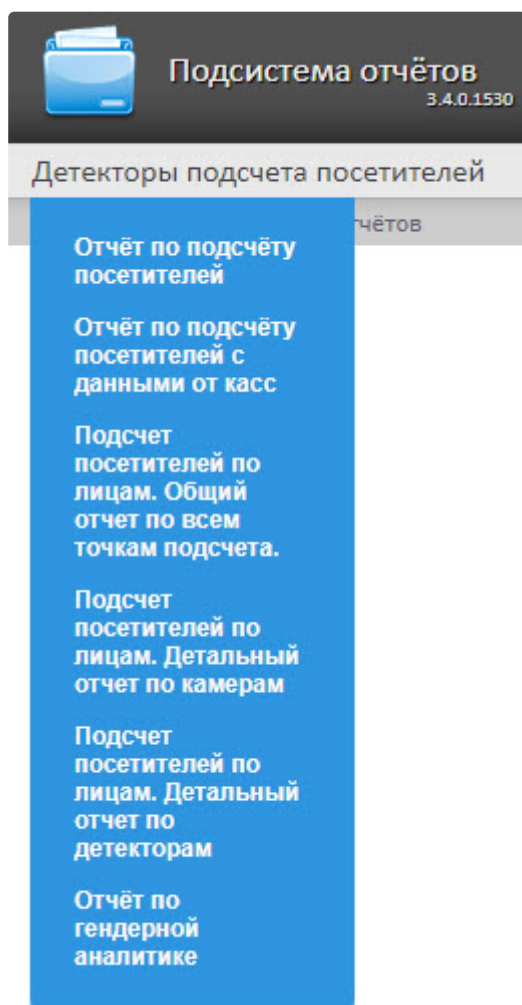 Подсистема отчётов
3.4.0.1530
Детекторы подсчета посетителей
чётов
Отчёт по подсчёту
посетителей
Отчёт по подсчёту
посетителей с
данными от касс
Подсчет
посетителей по
лицам. Общий
отчет по всем
точкам подсчета.
Подсчет
посетителей по
лицам. Детальный
отчет по камерам
Подсчет
посетителей по
лицам. Детальный
отчет по
детекторам
Отчёт по
гендерной
аналитике